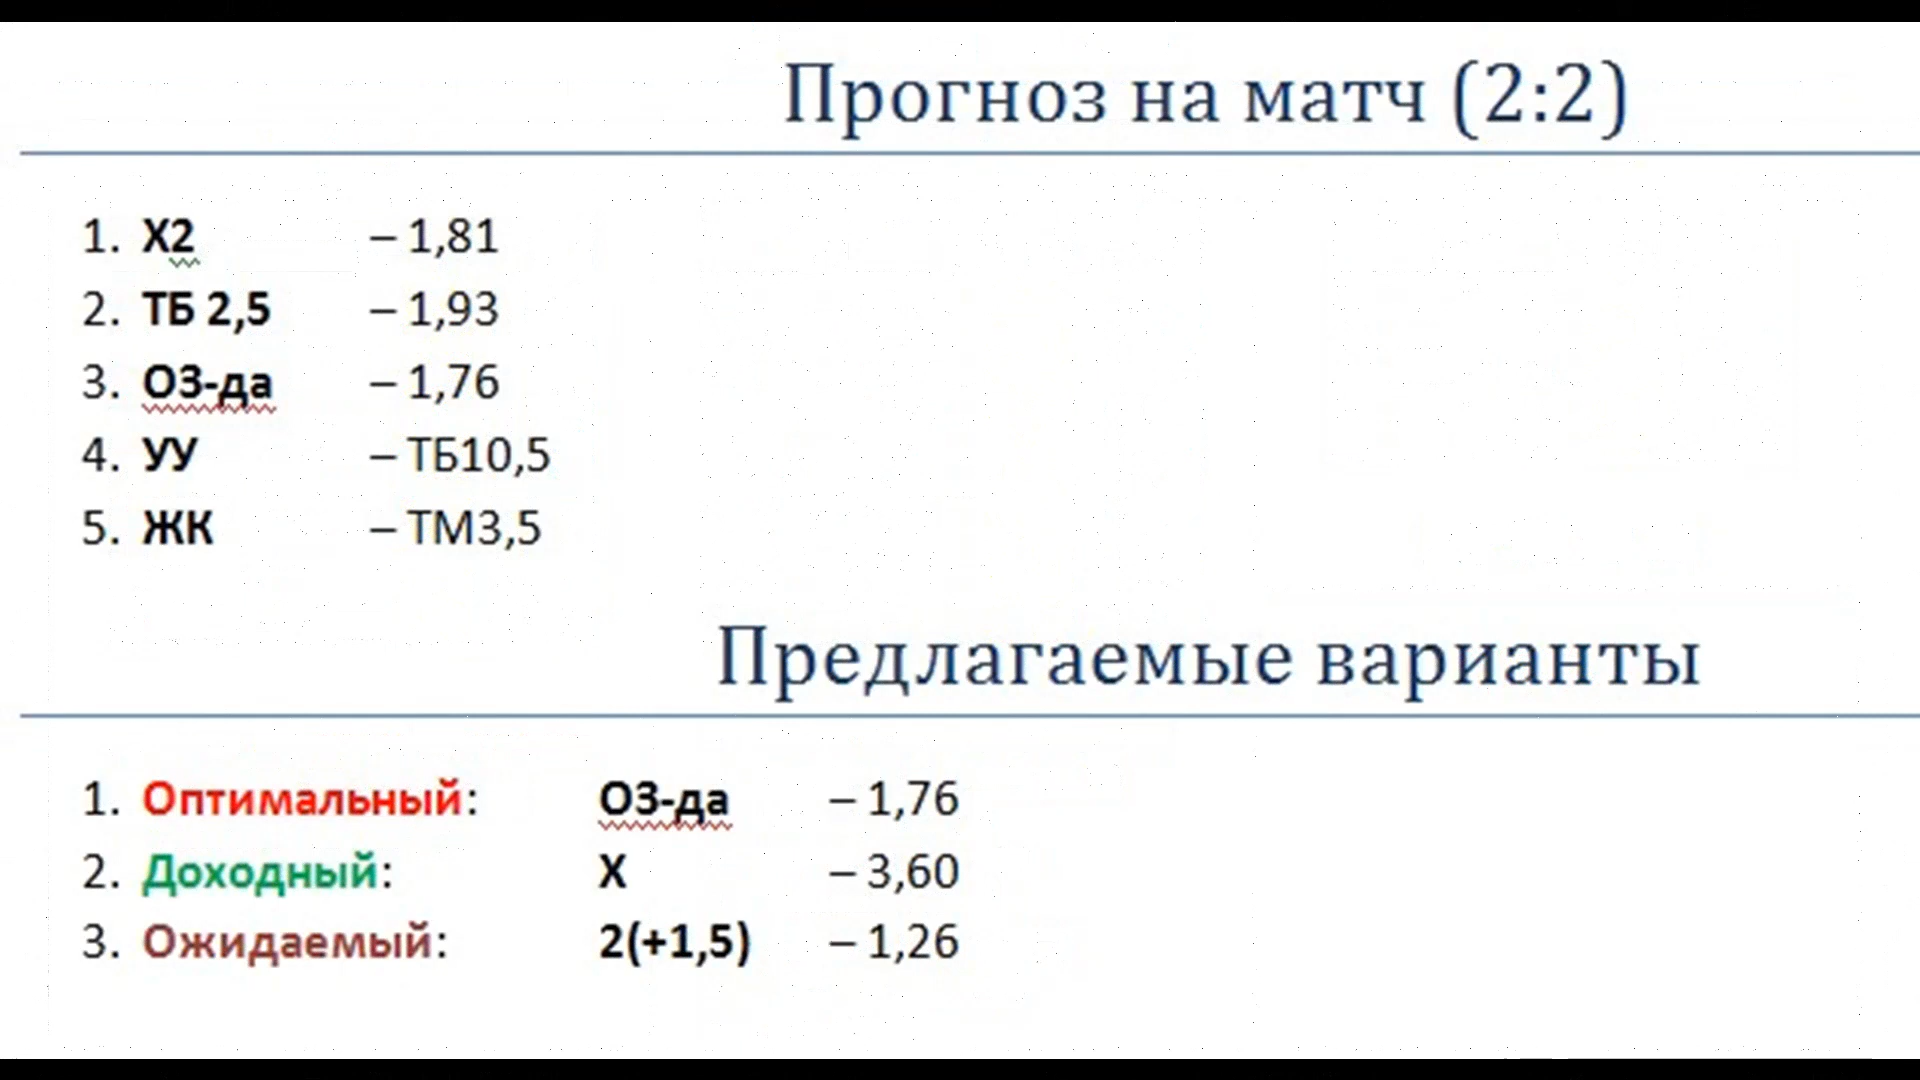 Прогноз на матч (2:2)
1. Х2 – 1,81
2. ТБ 2,5 – 1,93
3. ОЗ-да – 1,76
4. УУ – ТБ10,5
5. ЖК – ТМ3,5
Предлагаемые варианты
1. Оптимальный: ОЗ-да – 1,76
2. Доходный: Х – 3,60
3. Ожидаемый: 2(+1,5) – 1,26